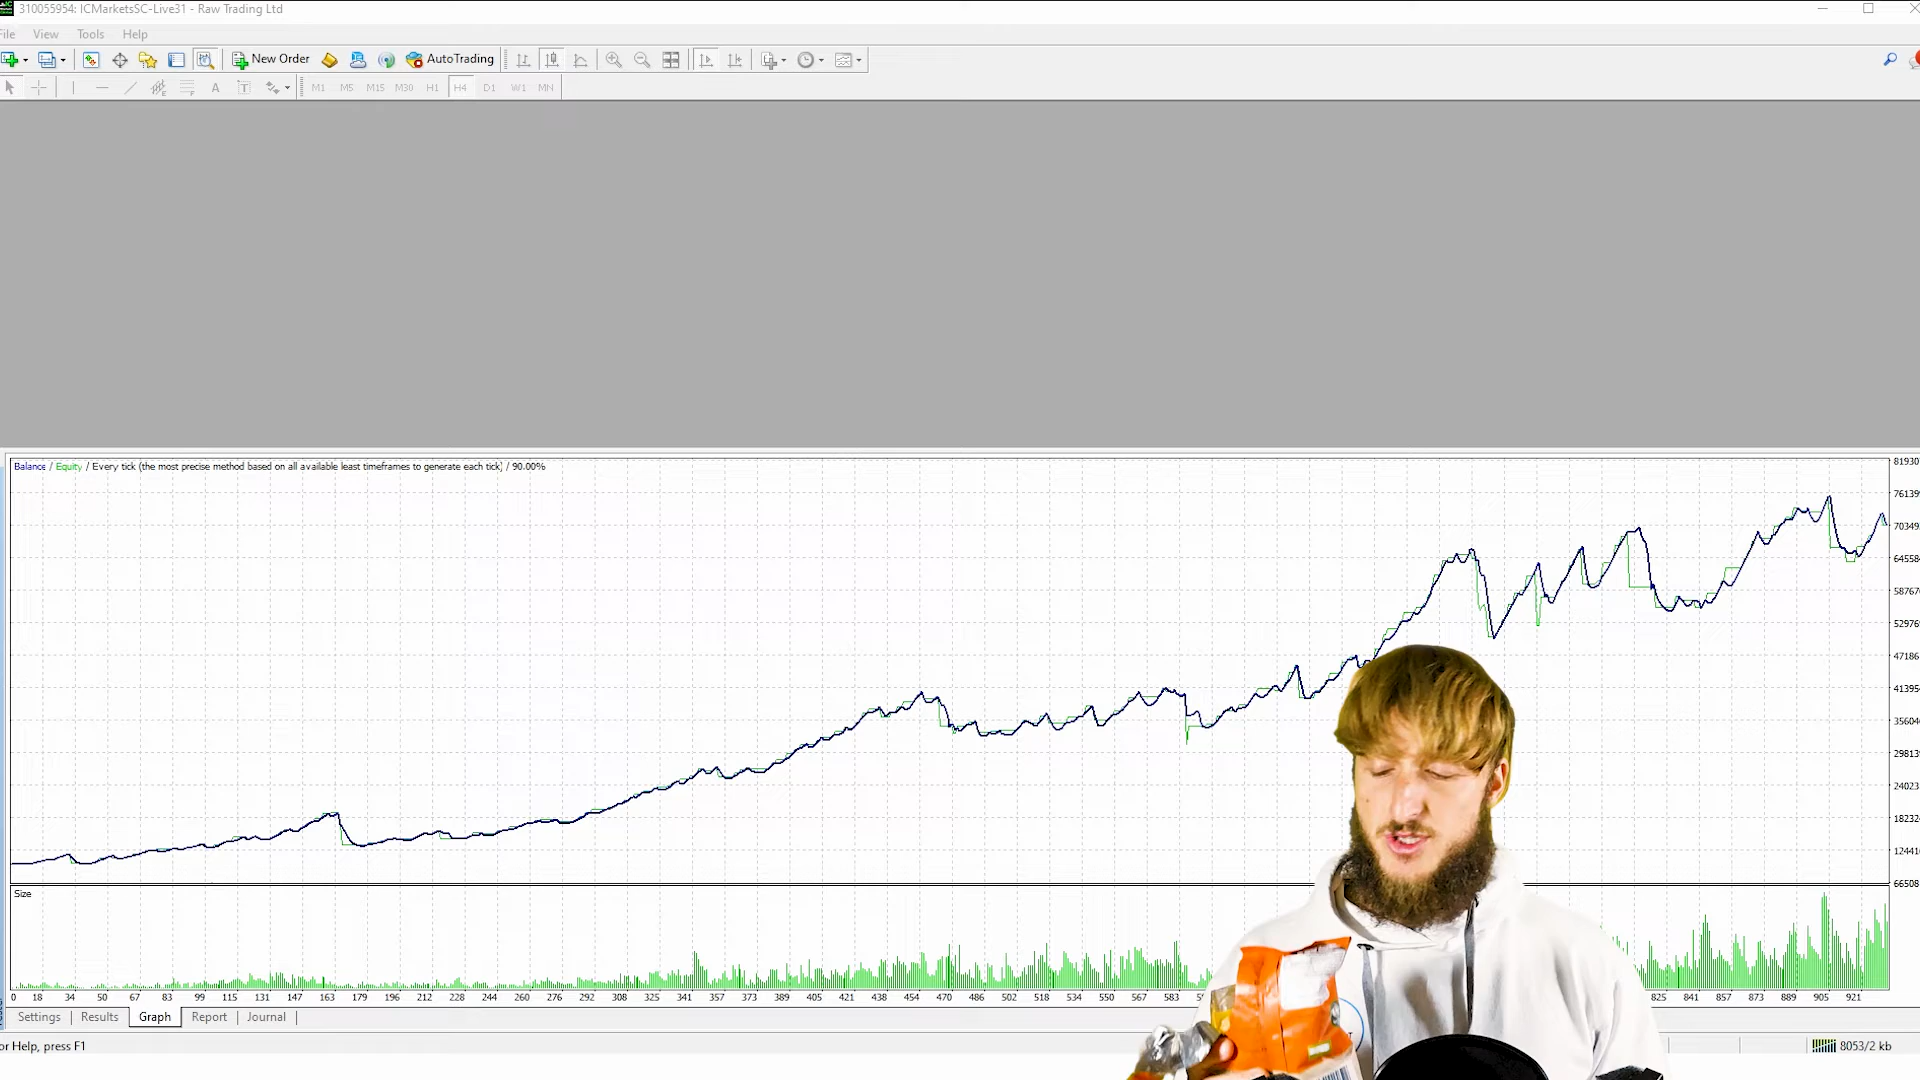 310055954: ICMarketsSC-Live31 - Raw Trading Ltd
File View Tools Help
New Order AutoTrading
A T M1 M5 M15 M30 H1 H4 D1 W1 MN
Balance / Equity / Every tick (the most precise method based on all available least timeframes to generate each tick) / 90.00%
81930
76139
70349
64558
58767
52976
47186
41395
35604
29813
24023
18232
12441
66508
Size
0 18 34 50 67 83 99 115 131 147 163 179 196 212 228 244 260 276 292 308 325 341 357 373 389 405 421 438 454 470 486 502 518 534 550 567 583 825 841 857 873 889 905 921
Settings Results Graph Report Journal
or Help, press F1
8053/2 kb